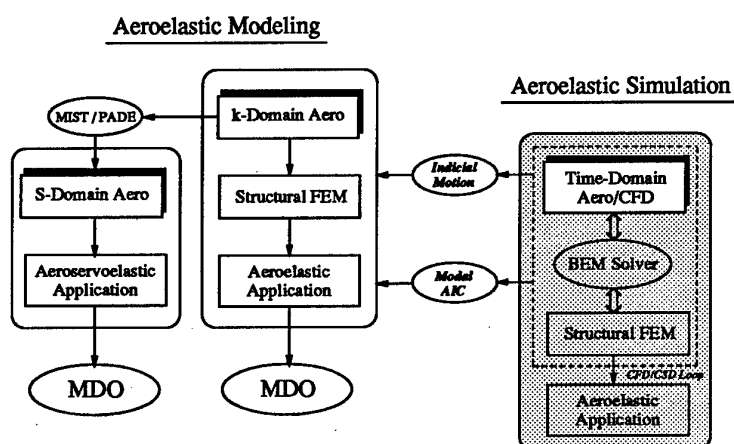 Aeroelastic Modeling
Aeroelastic Simulation
MIST / PADE
k-Domain Aero
S-Domain Aero
Structural FEM
Aeroservoelastic
Application
Aeroelastic
Application
MDO
MDO
Indicial
Motion
Modal
AIC
Time-Domain
Aero/CFD
BEM Solver
Structural FEM
CFD/CSD Loop
Aeroelastic
Application